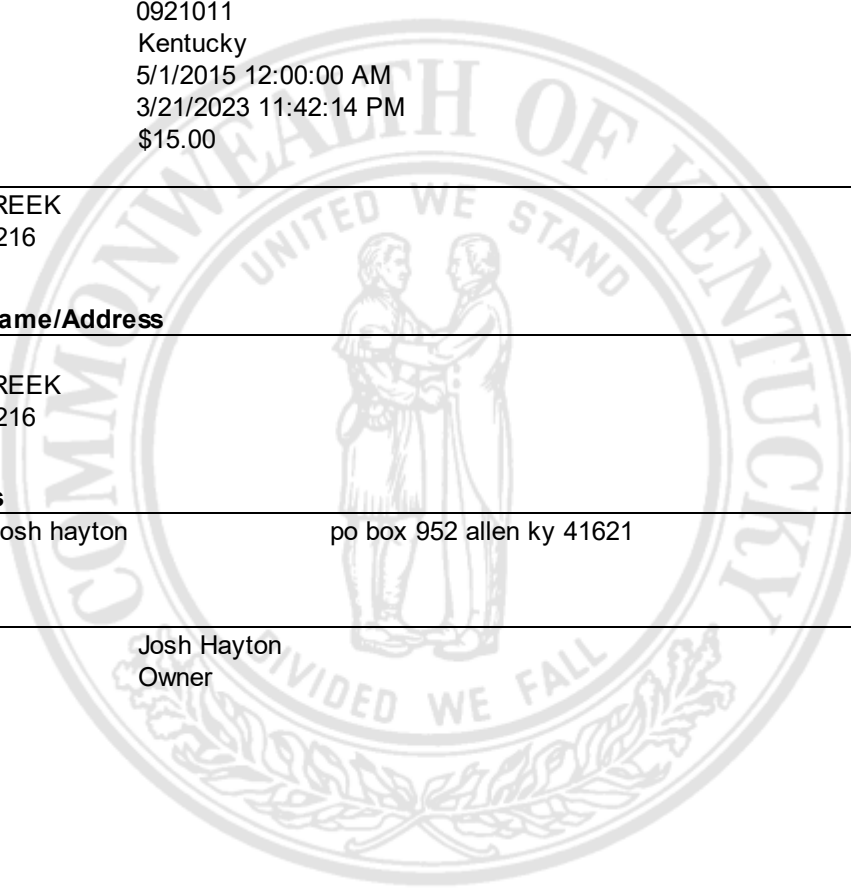 0921011
Kentucky
5/1/2015 12:00:00 AM
3/21/2023 11:42:14 PM
$15.00
REEK
216
ame/Address
REEK
216
s
osh hayton po box 952 allen ky 41621
Josh Hayton
Owner
COMMONWEALTH OF KENTUCKY
UNITED WE STAND
DIVIDED WE FALL